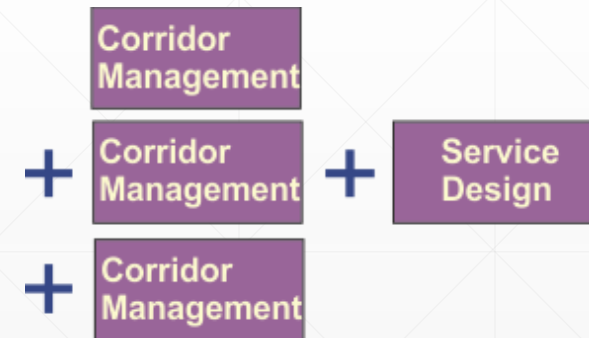 Corridor
Management
+
Corridor
Management
+
Service
Design
+
Corridor
Management